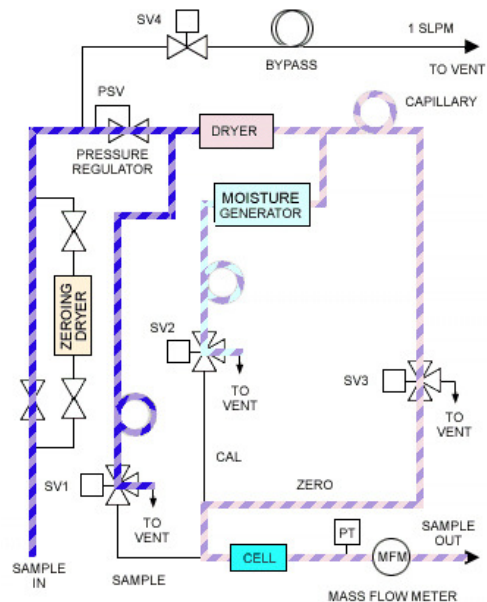 SV4
1 SLPM
BYPASS
TO VENT
PSV
CAPILLARY
DRYER
PRESSURE
REGULATOR
MOISTURE
GENERATOR
ZEROING
DRYER
SV2
TO
VENT
SV3
TO
VENT
CAL
SV1
ZERO
TO
VENT
PT
SAMPLE
OUT
CELL
MFM
SAMPLE
IN
SAMPLE
MASS FLOW METER